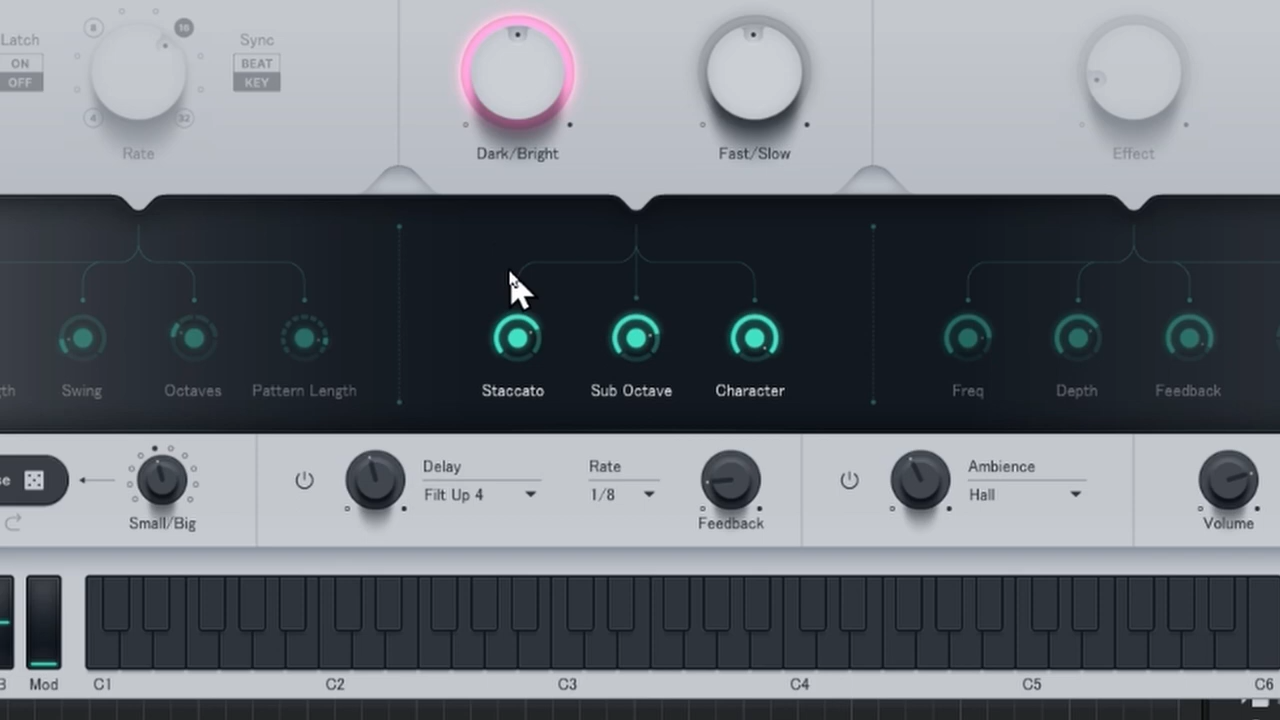 Latch
ON
OFF
8
16
4
32
Rate
Sync
BEAT
KEY
Dark/Bright
Fast/Slow
Effect
Swing
Octaves
Pattern Length
Staccato
Sub Octave
Character
Freq
Depth
Feedback
Small/Big
Delay
Filt Up 4
Rate
1/8
Feedback
Ambience
Hall
Volume
Mod
C1
C2
C3
C4
C5
C6